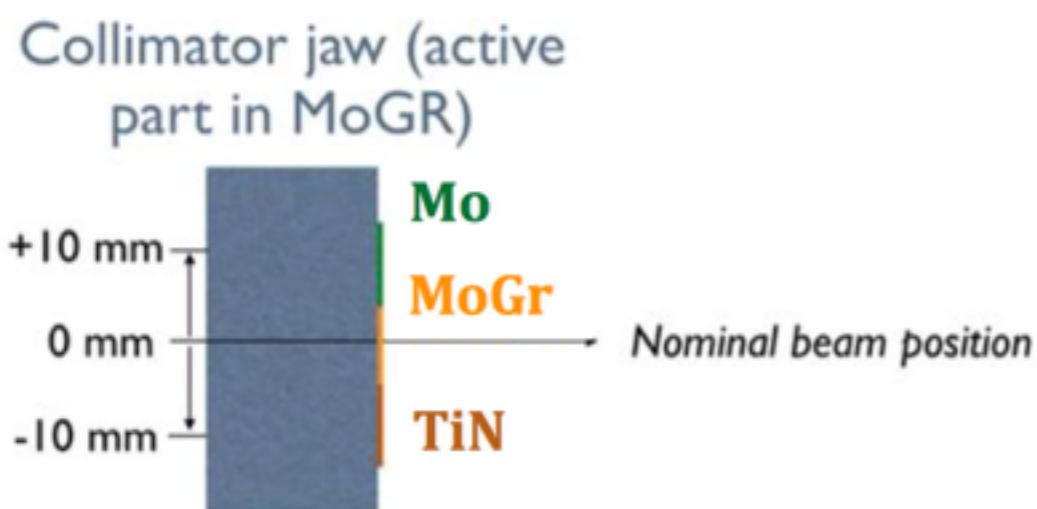 Collimator jaw (active
part in MoGR)
Mo
+10 mm
MoGr
0 mm
Nominal beam position
-10 mm
TiN